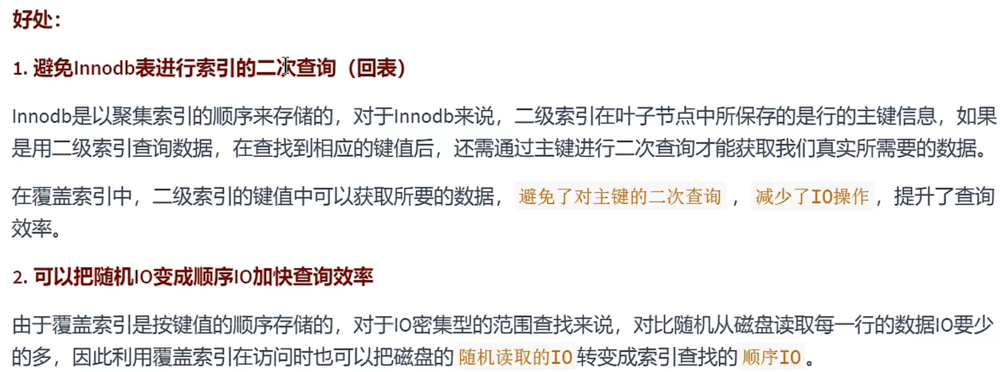 好处：
1. 避免Innodb表进行索引的二次查询（回表）
Innodb是以聚集索引的顺序来存储的，对于Innodb来说，二级索引在叶子节点中所保存的是行的主键信息，如果
是用二级索引查询数据，在查找到相应的键值后，还需通过主键进行二次查询才能获取我们真实所需要的数据。
在覆盖索引中，二级索引的键值中可以获取所要的数据，避免了对主键的二次查询，减少了IO操作，提升了查询
效率。
2. 可以把随机IO变成顺序IO加快查询效率
由于覆盖索引是按键值的顺序存储的，对于IO密集型的范围查找来说，对比随机从磁盘读取每一行的数据IO要少
的多，因此利用覆盖索引在访问时也可以把磁盘的随机读取的IO转变成索引查找的顺序IO。